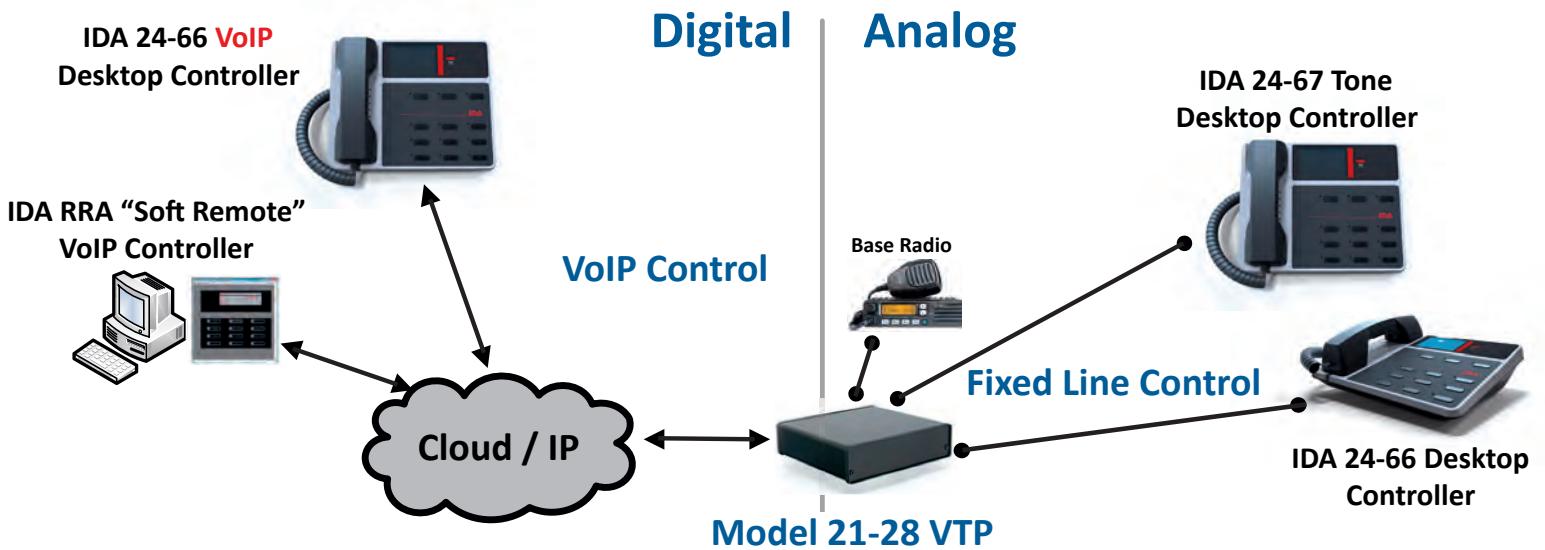 Digital
Analog
IDA 24-66 VoIP
Desktop Controller
IDA 24-67 Tone
Desktop Controller
IDA RRA “Soft Remote”
VoIP Controller
VoIP Control
Base Radio
Fixed Line Control
Cloud / IP
IDA 24-66 Desktop
Controller
Model 21-28 VTP